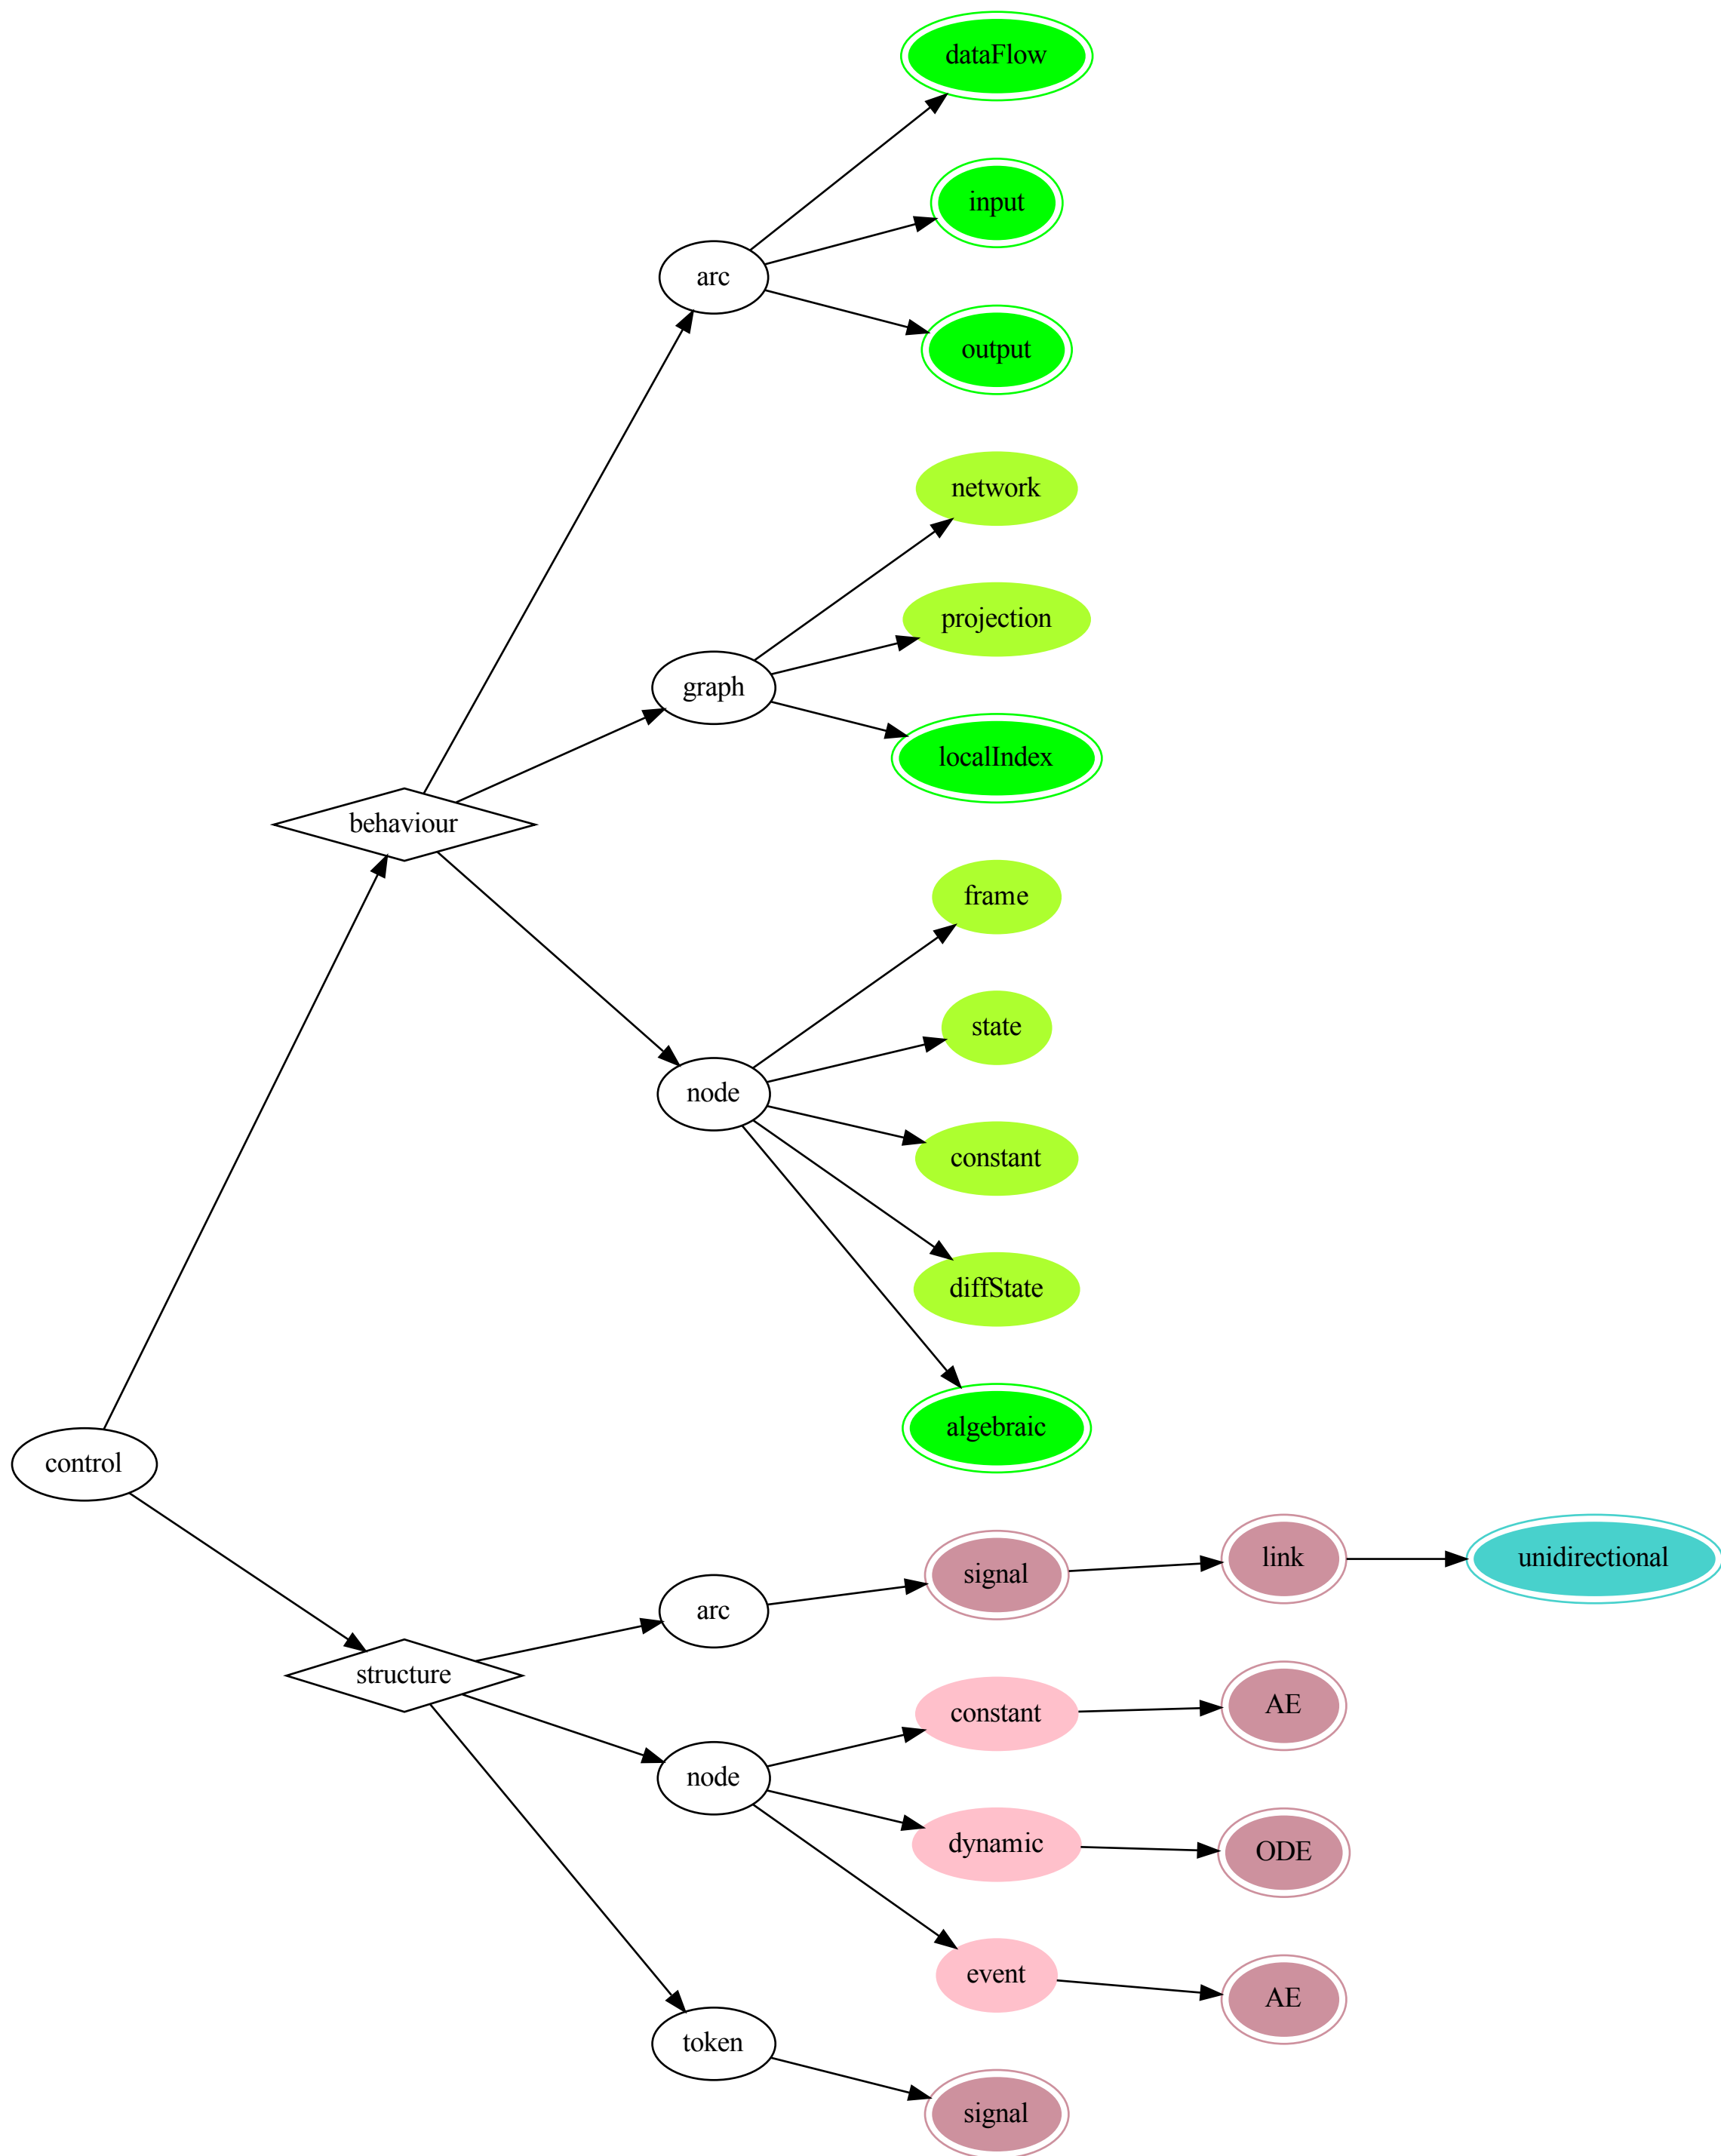 dataFlow
input
arc
output
network
projection
graph
localIndex
behaviour
frame
state
node
constant
diffState
algebraic
control
signal
link
unidirectional
arc
structure
constant
AE
node
dynamic
ODE
event
AE
token
signal